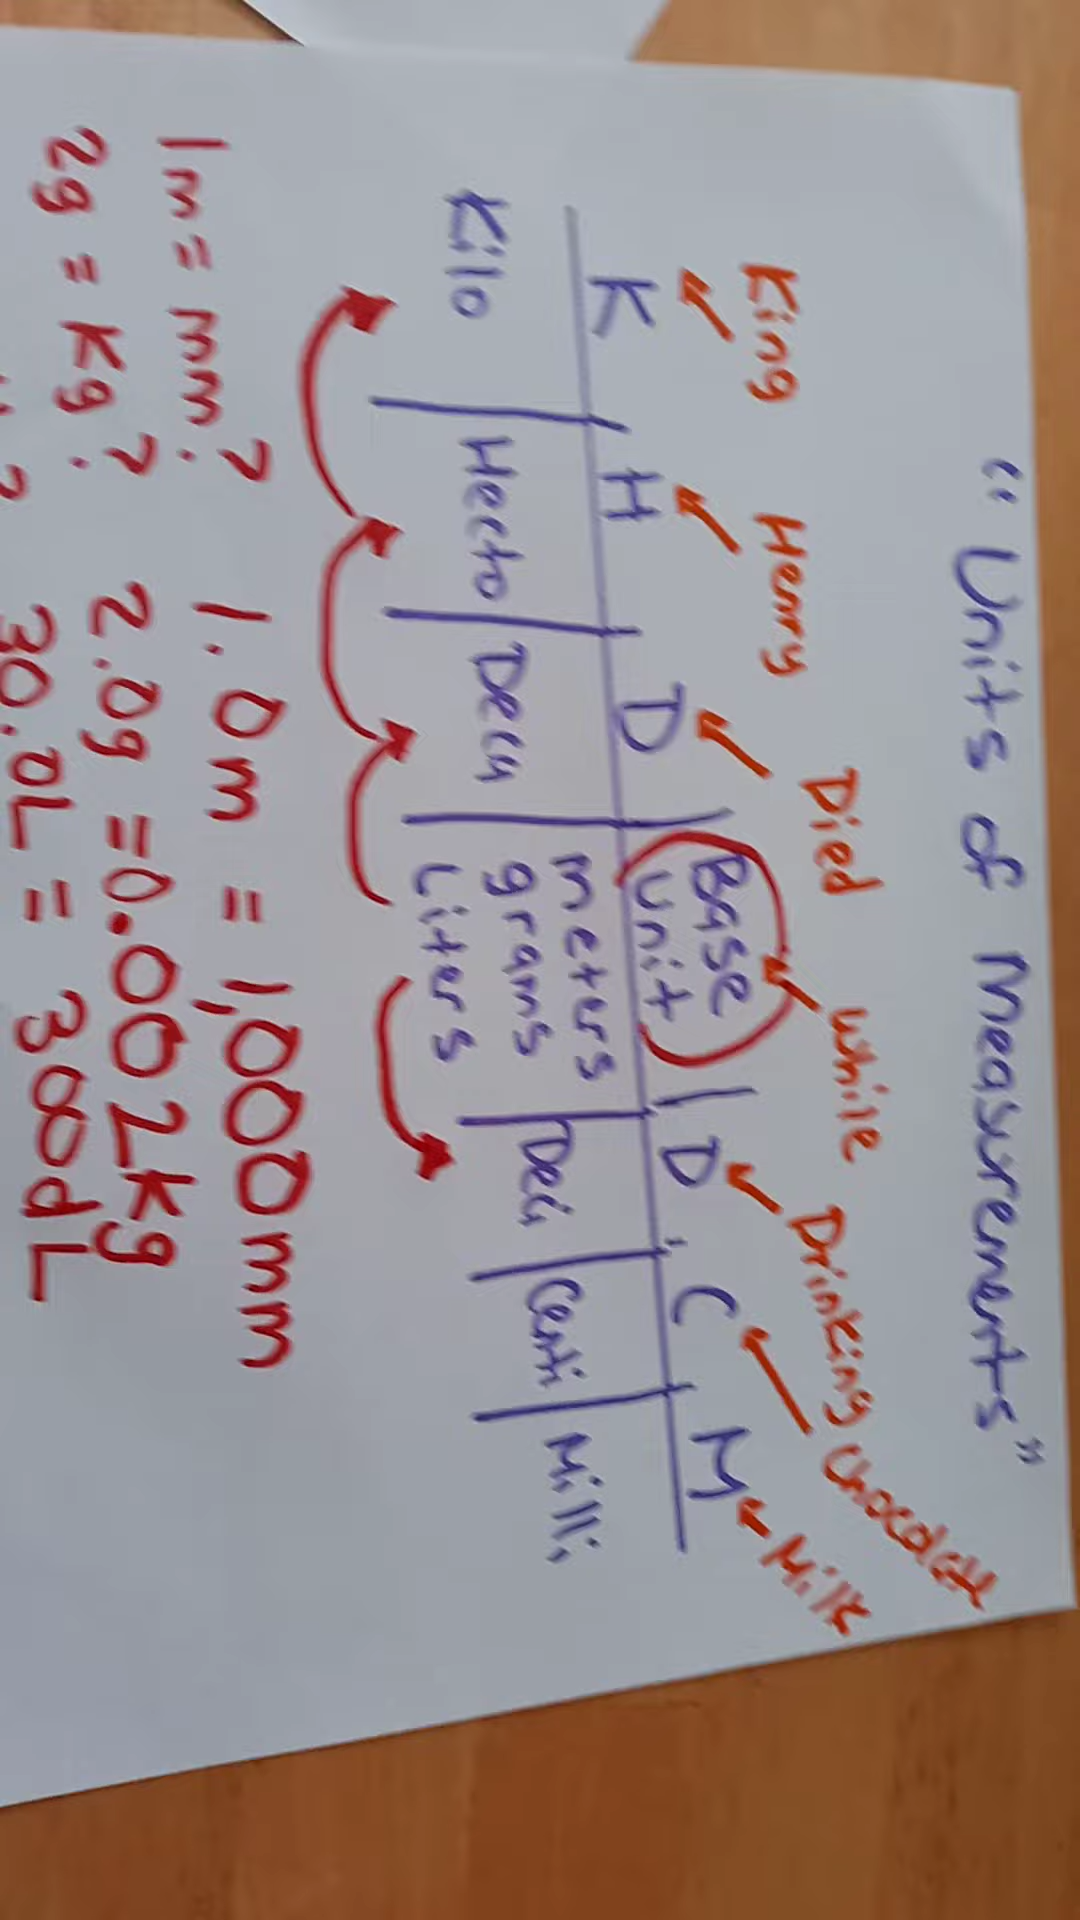 "Units of Measurements"
King Henry Died while Drinking Chocolate Milk
K H D Base unit D C M
Kilo Hecto Deca meters grams Liters Deci Centi Milli
1m = mm? 1.0m = 1,000mm
2g = Kg? 2.0g = 0.002kg
? 30.0L = 300dL